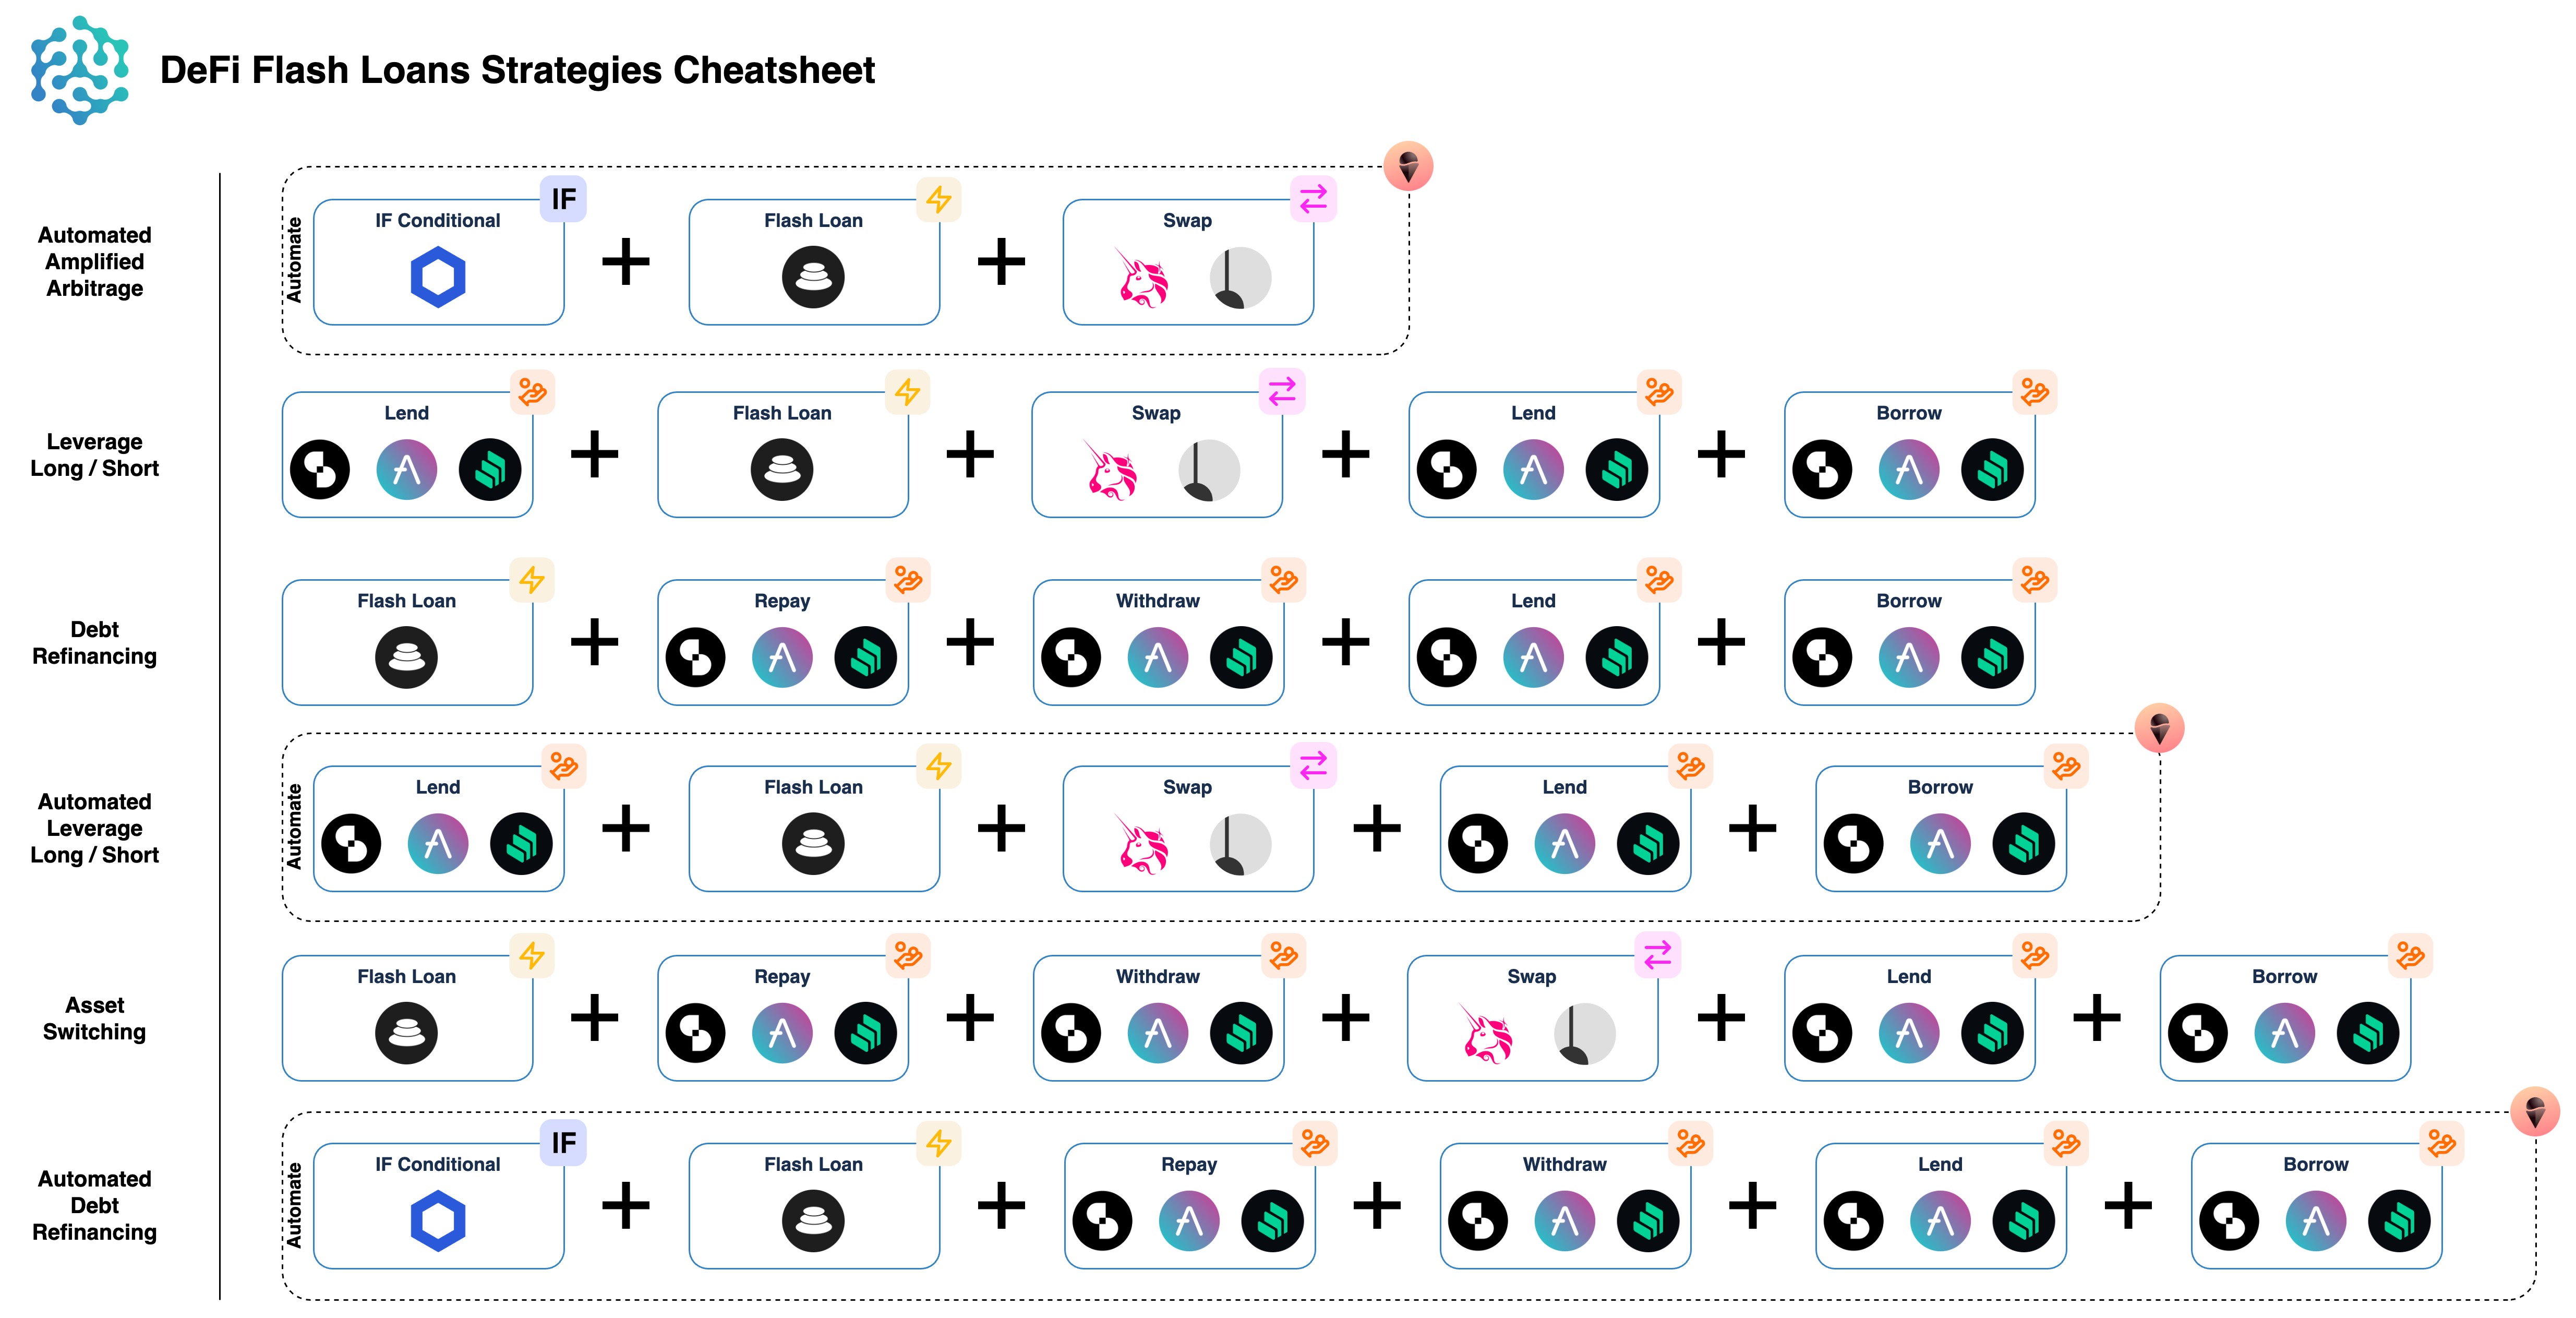 DeFi Flash Loans Strategies Cheatsheet
Automated
Amplified
Arbitrage
Automate
IF Conditional
IF
Flash Loan
Swap
Leverage
Long / Short
Lend
Flash Loan
Swap
Lend
Borrow
Debt
Refinancing
Flash Loan
Repay
Withdraw
Lend
Borrow
Automated
Leverage
Long / Short
Automate
Lend
Flash Loan
Swap
Lend
Borrow
Asset
Switching
Flash Loan
Repay
Withdraw
Swap
Lend
Borrow
Automated
Debt
Refinancing
Automate
IF Conditional
IF
Flash Loan
Repay
Withdraw
Lend
Borrow